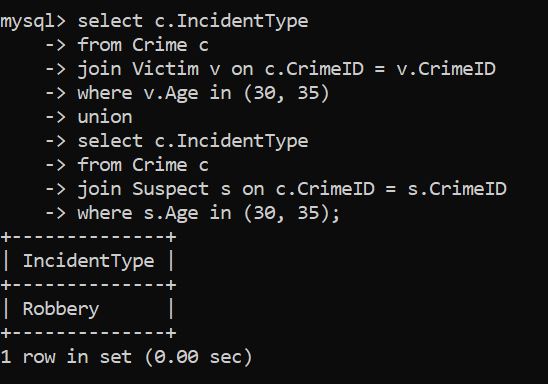 mysql> select c.IncidentType
    -> from Crime c
    -> join Victim v on c.CrimeID = v.CrimeID
    -> where v.Age in (30, 35)
    -> union
    -> select c.IncidentType
    -> from Crime c
    -> join Suspect s on c.CrimeID = s.CrimeID
    -> where s.Age in (30, 35);
+--------------+
| IncidentType |
+--------------+
| Robbery      |
+--------------+
1 row in set (0.00 sec)